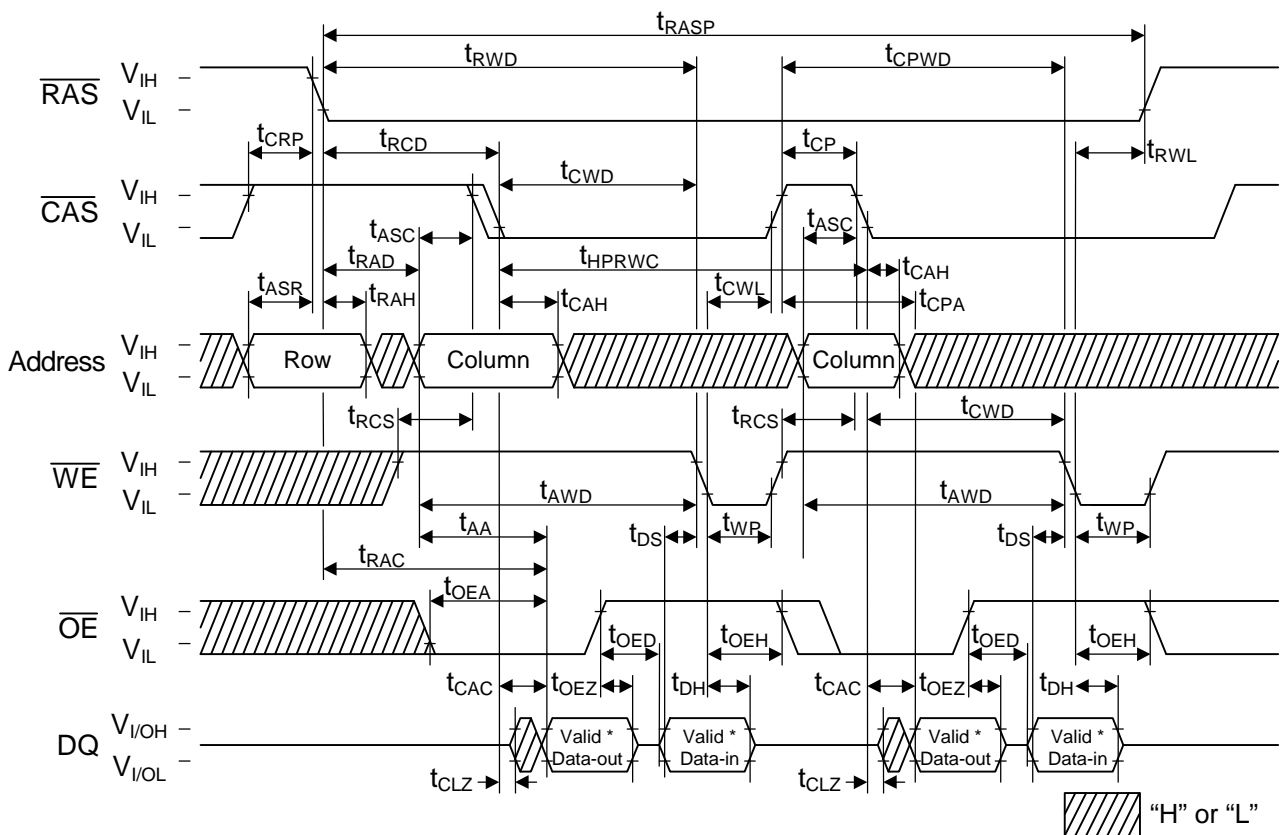 tRASP
tRWD
tCPWD
RAS
VIH
VIL
tCRP
tRCD
tCP
tRWL
tCWD
CAS
VIH
VIL
tASC
tASC
tRAD
tHPRWC
tCAH
tASR
tRAH
tCAH
tCWL
tCPA
Address
VIH
VIL
Row
Column
Column
tRCS
tRCS
tCWD
WE
VIH
VIL
tAWD
tAWD
tAA
tDS
tWP
tDS
tWP
tRAC
tOEA
OE
VIH
VIL
tOED
tOEH
tOED
tOEH
tCAC
tOEZ
tDH
tCAC
tOEZ
tDH
DQ
VI/OH
VI/OL
Valid *
Data-out
Valid *
Data-in
Valid *
Data-out
Valid *
Data-in
tCLZ
tCLZ
“H” or “L”